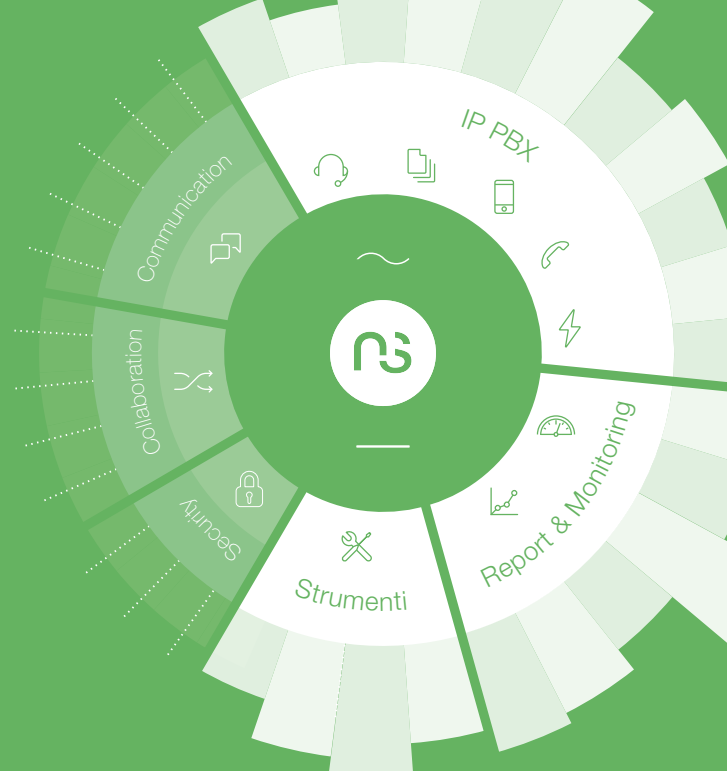 IP PBX
Communication
ns
Collaboration
Report & Monitoring
Security
Strumenti